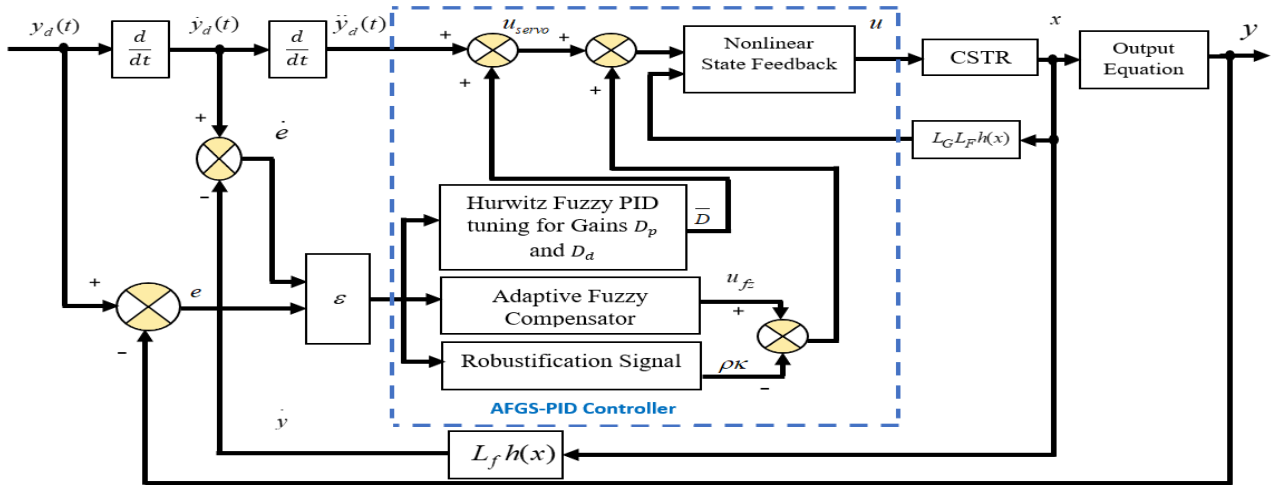 y_d(t)
d/dt
ẏ_d(t)
d/dt
ÿ_d(t)
+
+
u_servo
+
+
Nonlinear
State Feedback
u
CSTR
x
Output
Equation
y
L_G L_F h(x)
+
ė
−
Hurwitz Fuzzy PID
tuning for Gains D_p
and D_d
D̅
+
e
−
ε
Adaptive Fuzzy
Compensator
u_fz
+
Robustification Signal
ρκ
−
AFGS-PID Controller
ẏ
L_f h(x)